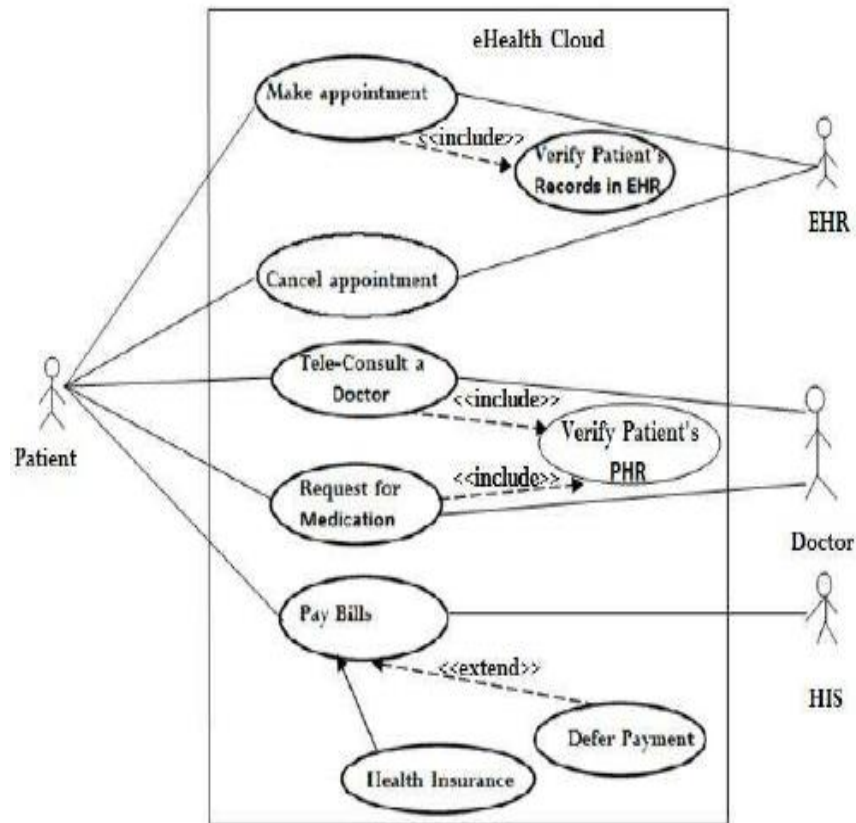 eHealth Cloud
Make appointment
<<include>>
Verify Patient's
Records in EHR
EHR
Cancel appointment
Tele-Consult a
Doctor
<<include>>
Verify Patient's
PHR
Patient
<<include>>
Request for
Medication
Doctor
Pay Bills
<<extend>>
HIS
Defer Payment
Health Insurance